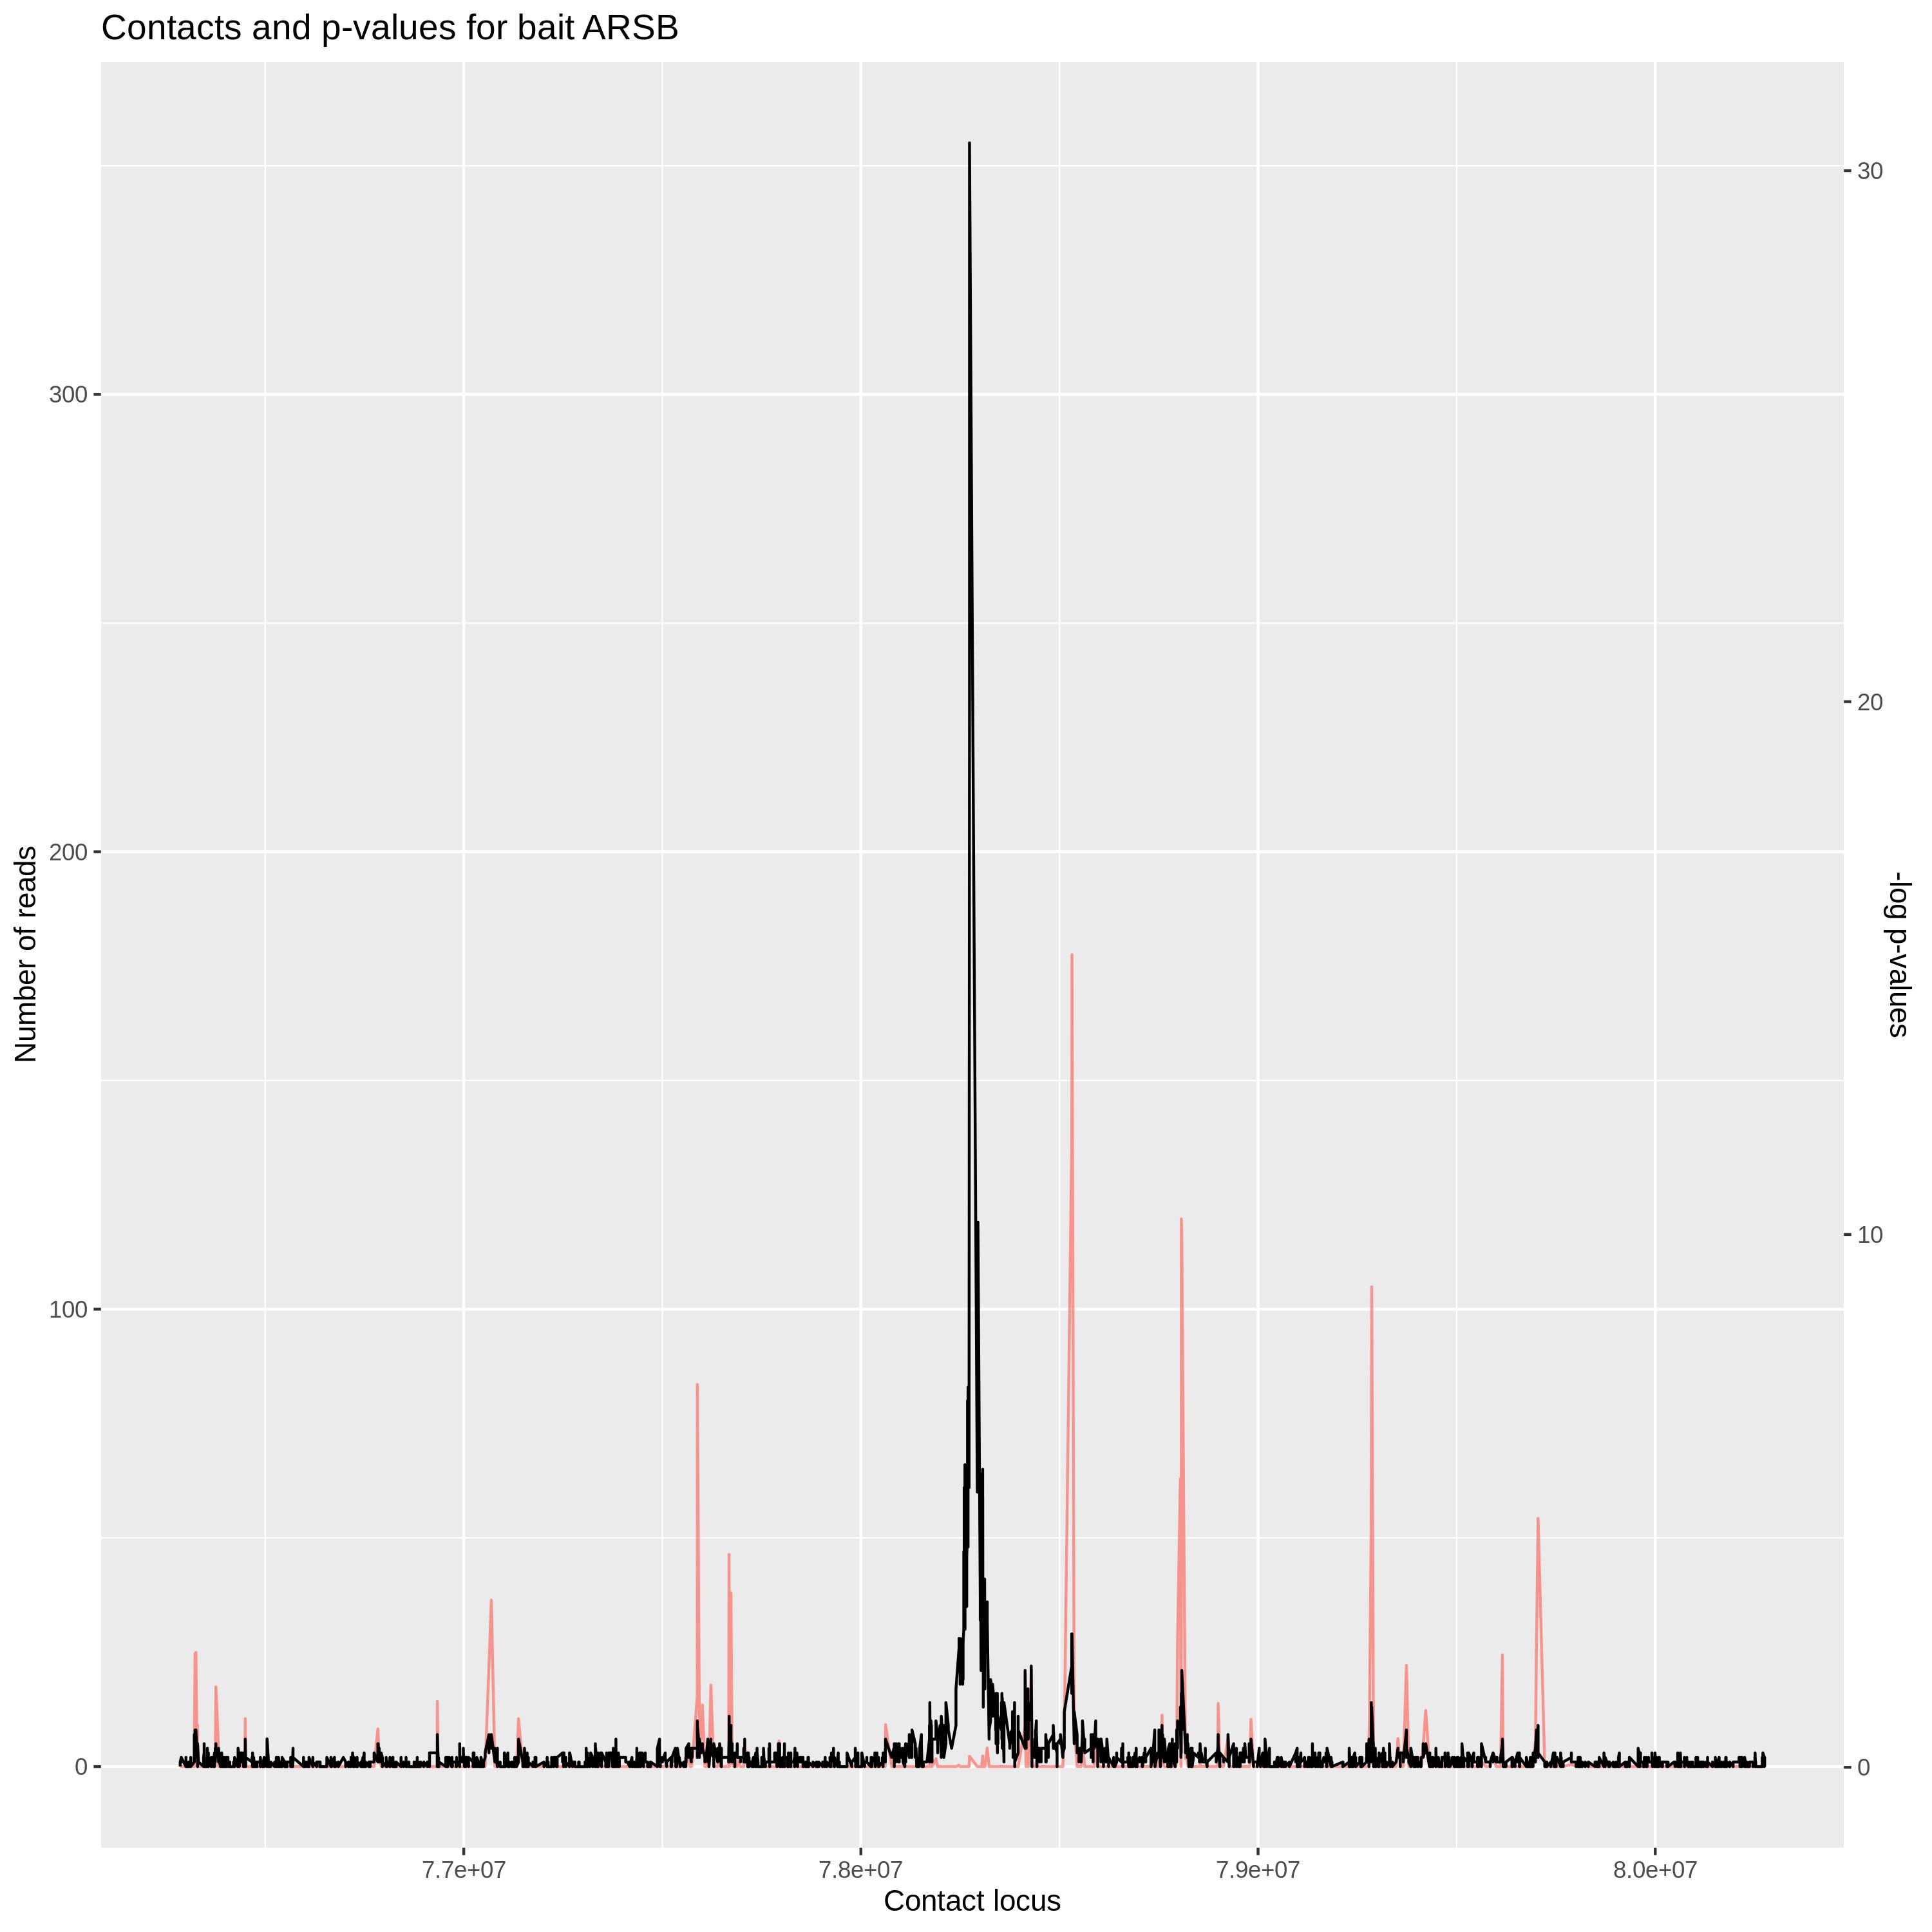 Contacts and p-values for bait ARSB
Number of reads
300
200
100
0
30
20
10
0
-log p-values
7.7e+07 7.8e+07 7.9e+07 8.0e+07
Contact locus